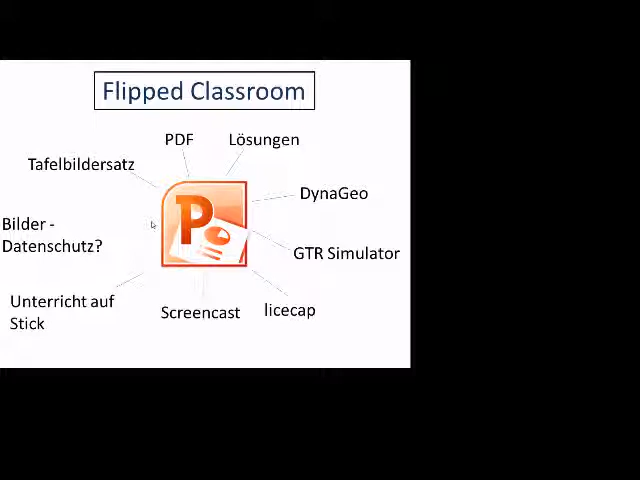 Flipped Classroom
PDF
Lösungen
Tafelbildersatz
DynaGeo
Bilder -
Datenschutz?
P
GTR Simulator
Unterricht auf
Stick
Screencast
licecap